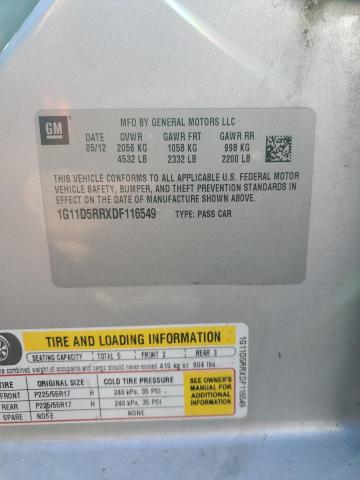 GM
MFD BY GENERAL MOTORS LLC
DATE GVWR GAWR FRT GAWR RR
05/12 2056 KG 1058 KG 998 KG
4532 LB 2332 LB 2200 LB
THIS VEHICLE CONFORMS TO ALL APPLICABLE U.S. FEDERAL MOTOR
VEHICLE SAFETY, BUMPER, AND THEFT PREVENTION STANDARDS IN
EFFECT ON THE DATE OF MANUFACTURE SHOWN ABOVE.
1G11D5RRXDF116549 TYPE: PASS CAR
TIRE AND LOADING INFORMATION
SEATING CAPACITY TOTAL 5 FRONT 2 REAR 3
The combined weight of occupants and cargo should never exceed 410 kg or 904 lbs.
TIRE ORIGINAL SIZE COLD TIRE PRESSURE
FRONT P225/55R17 H 240 kPa, 35 PSI
REAR P225/55R17 H 240 kPa, 35 PSI
SPARE NONE NONE
SEE OWNER'S
MANUAL FOR
ADDITIONAL
INFORMATION
1G11D5RRXDF116549